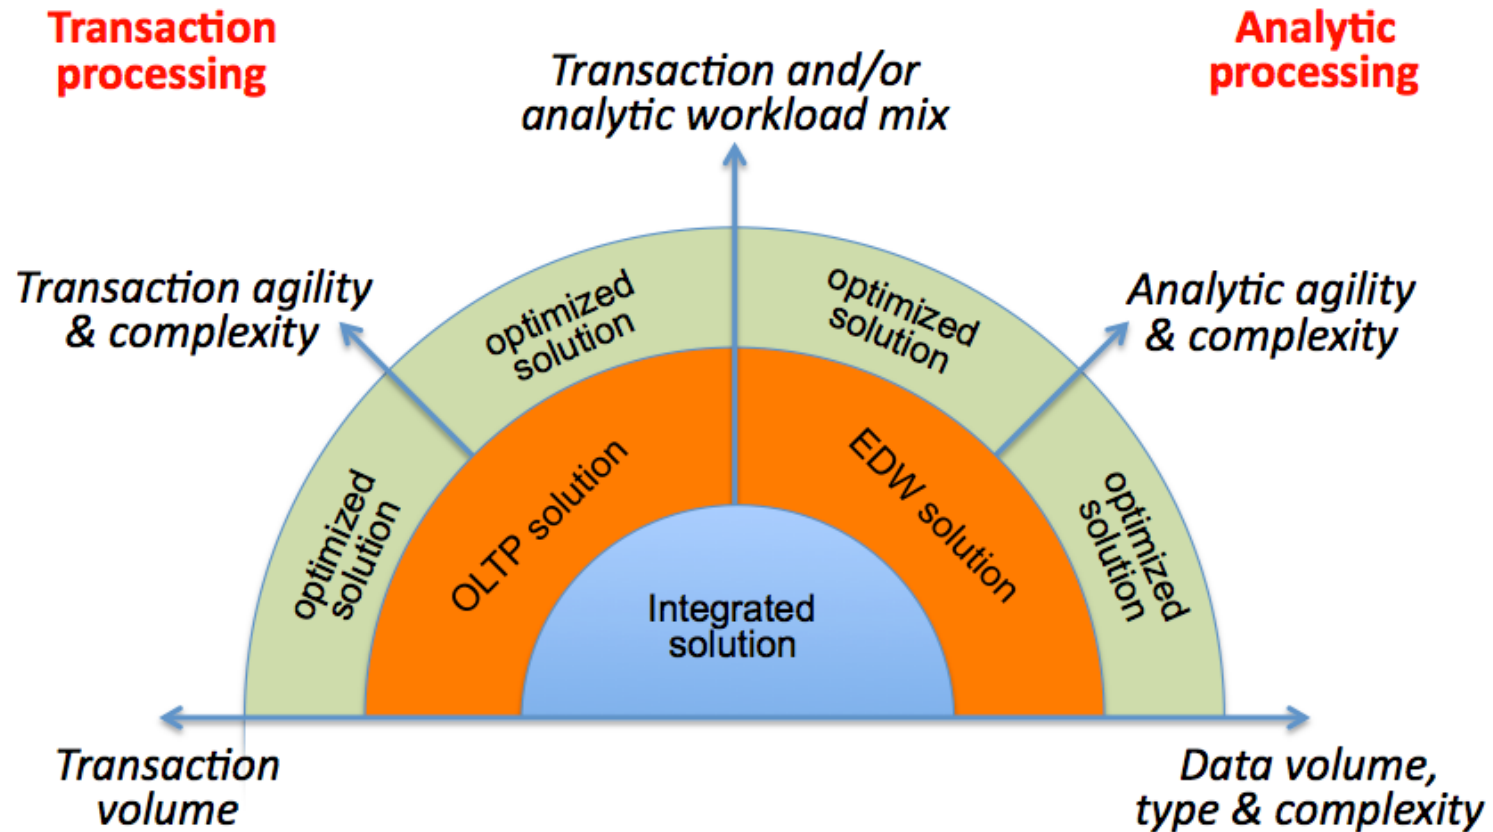 Transaction
processing
Analytic
processing
Transaction and/or
analytic workload mix
Transaction agility
& complexity
Analytic agility
& complexity
optimized
solution
optimized
solution
optimized
solution
OLTP solution
EDW solution
optimized
solution
Integrated
solution
Transaction
volume
Data volume,
type & complexity